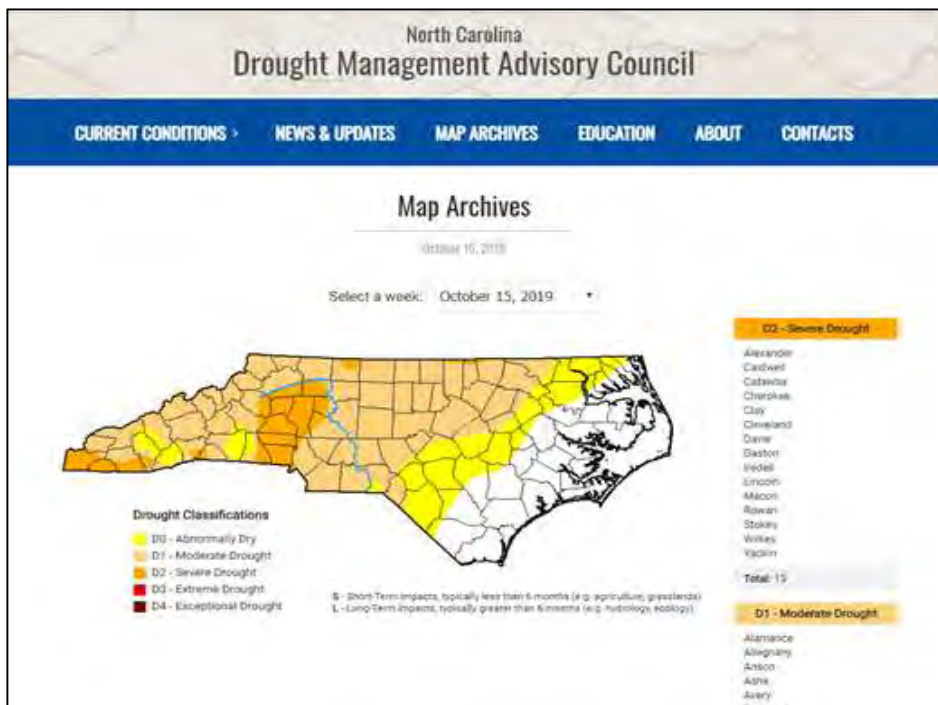 North Carolina
Drought Management Advisory Council
CURRENT CONDITIONS
NEWS & UPDATES
MAP ARCHIVES
EDUCATION
ABOUT
CONTACTS
Map Archives
October 15, 2019
Select a week: October 15, 2019
Drought Classifications
D0 - Abnormally Dry
D1 - Moderate Drought
D2 - Severe Drought
D3 - Extreme Drought
D4 - Exceptional Drought
S - Short-Term impacts, typically less than 6 months (e.g. agriculture, grasslands)
L - Long-Term impacts, typically greater than 6 months (e.g. hydrology, ecology)
D2 - Severe Drought
Alexander
Caldwell
Catawba
Cherokee
Clay
Cleveland
Davie
Gaston
Iredell
Lincoln
Macon
Rowan
Stokes
Wilkes
Yadkin
Total: 15
D1 - Moderate Drought
Alamance
Alleghany
Anson
Ashe
Avery